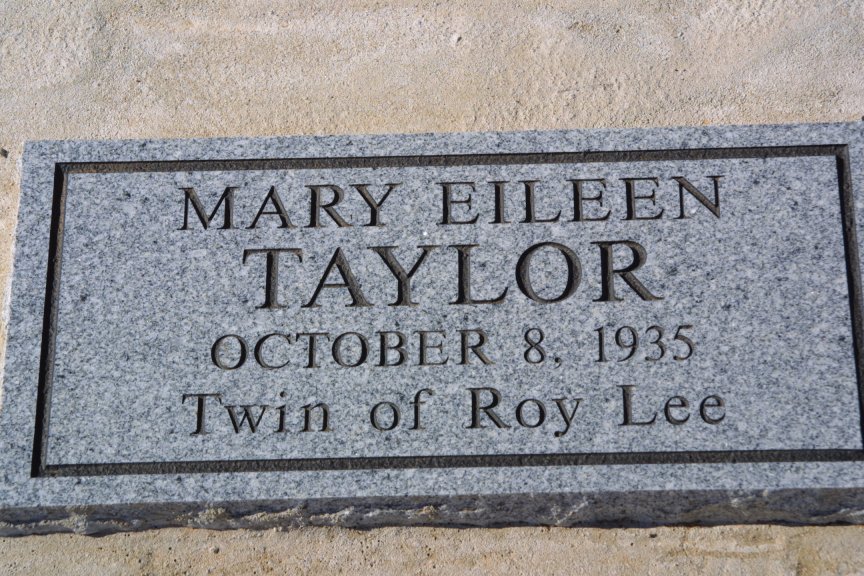 MARY EILEEN
TAYLOR
OCTOBER 8, 1935
Twin of Roy Lee